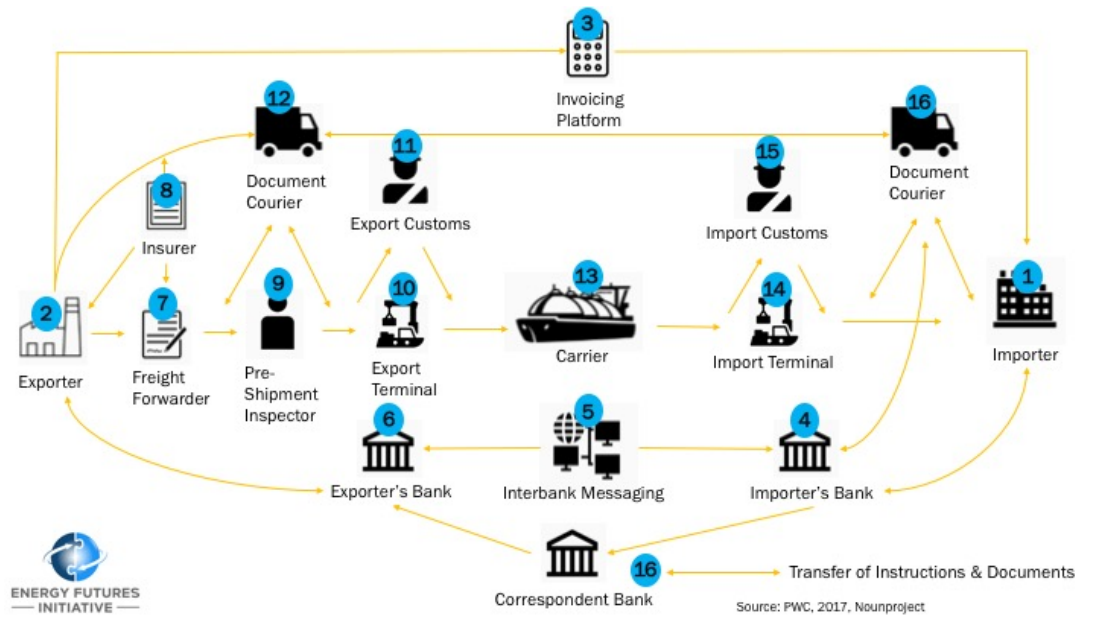 3
Invoicing
Platform
12
Document
Courier
16
Document
Courier
11
Export Customs
15
Import Customs
8
Insurer
2
Exporter
7
Freight
Forwarder
9
Pre-
Shipment
Inspector
10
Export
Terminal
13
Carrier
14
Import Terminal
1
Importer
6
Exporter's Bank
5
Interbank Messaging
4
Importer's Bank
Correspondent Bank
16
Transfer of Instructions & Documents
Source: PWC, 2017, Nounproject
ENERGY FUTURES
INITIATIVE